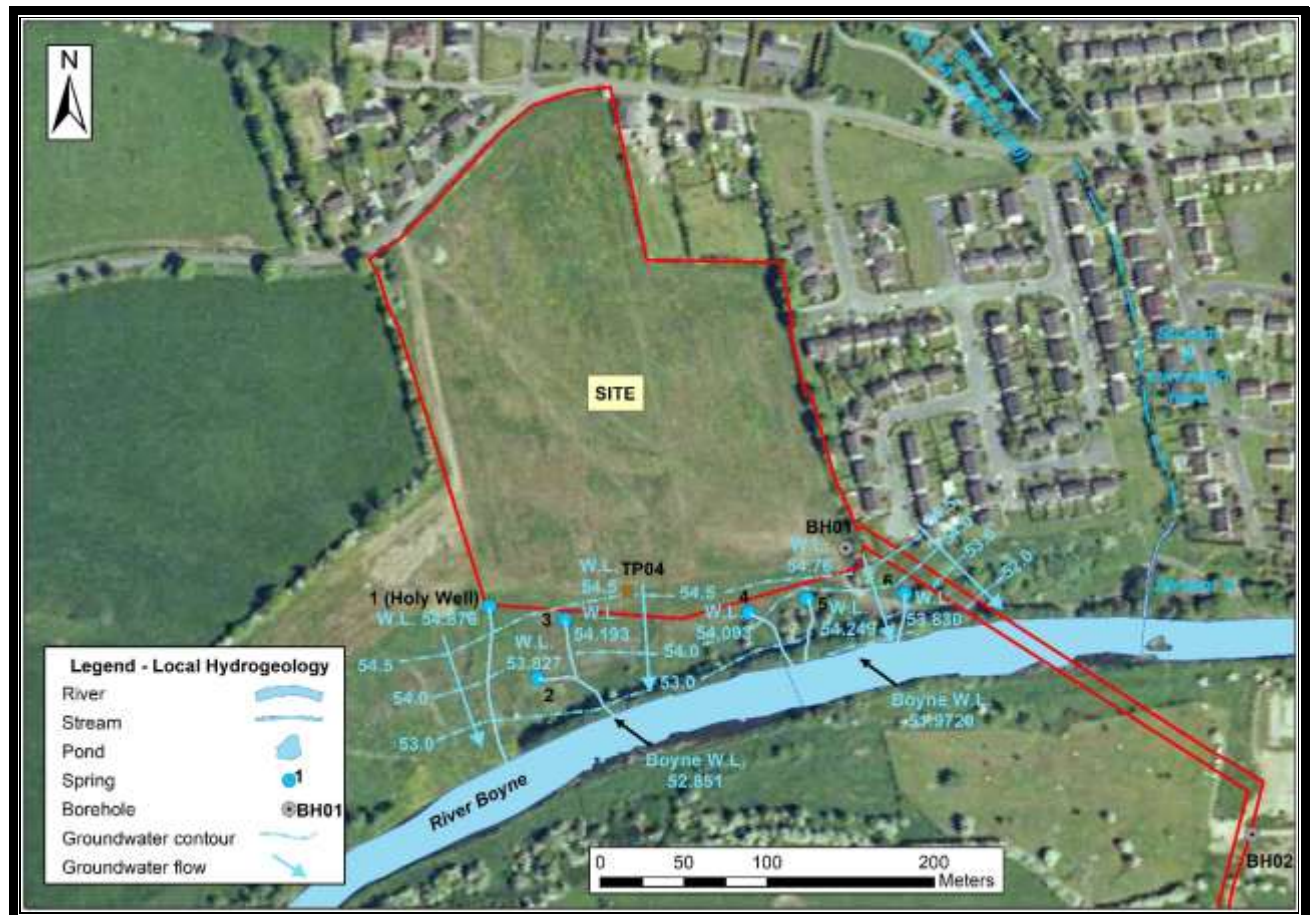 N
SITE
BH01
W.L.
54.76
W.L.
54.5
TP04
54.5
1 (Holy Well)
W.L. 54.876
3
W.L.
54.193
4
W.L.
54.093
5
W.L.
54.249
6
W.L.
53.830
53.0
52.0
W.L.
53.827
2
54.5
54.0
53.0
54.0
53.0
Boyne W.L.
Boyne W.L.
52.851
River Boyne
BH02
Legend - Local Hydrogeology
River
Stream
Pond
Spring
1
Borehole
BH01
Groundwater contour
Groundwater flow
0 50 100 200
Meters